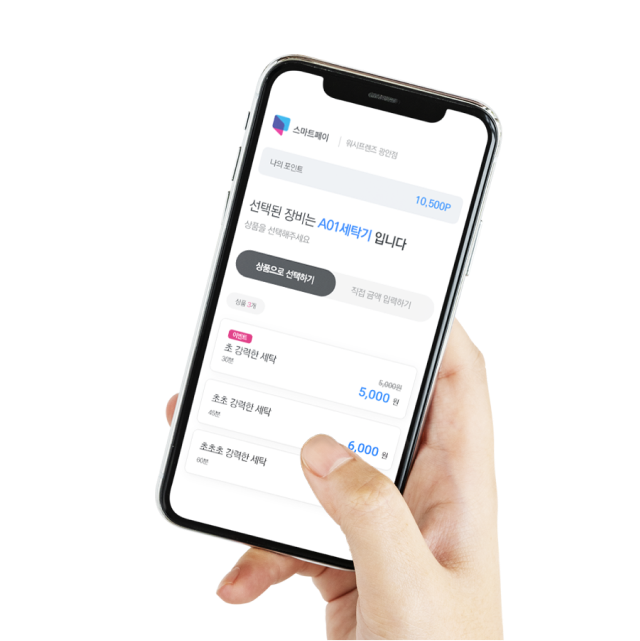 스마트페이
워시프렌즈 광안점
나의 포인트
10,500P
선택된 장비는 A01세탁기 입니다
상품을 선택해주세요
상품으로 선택하기
직접 금액 입력하기
상품 3개
이벤트
초 강력한 세탁
30분
5,000원
5,000 원
초초 강력한 세탁
45분
6,000 원
초초초 강력한 세탁
60분